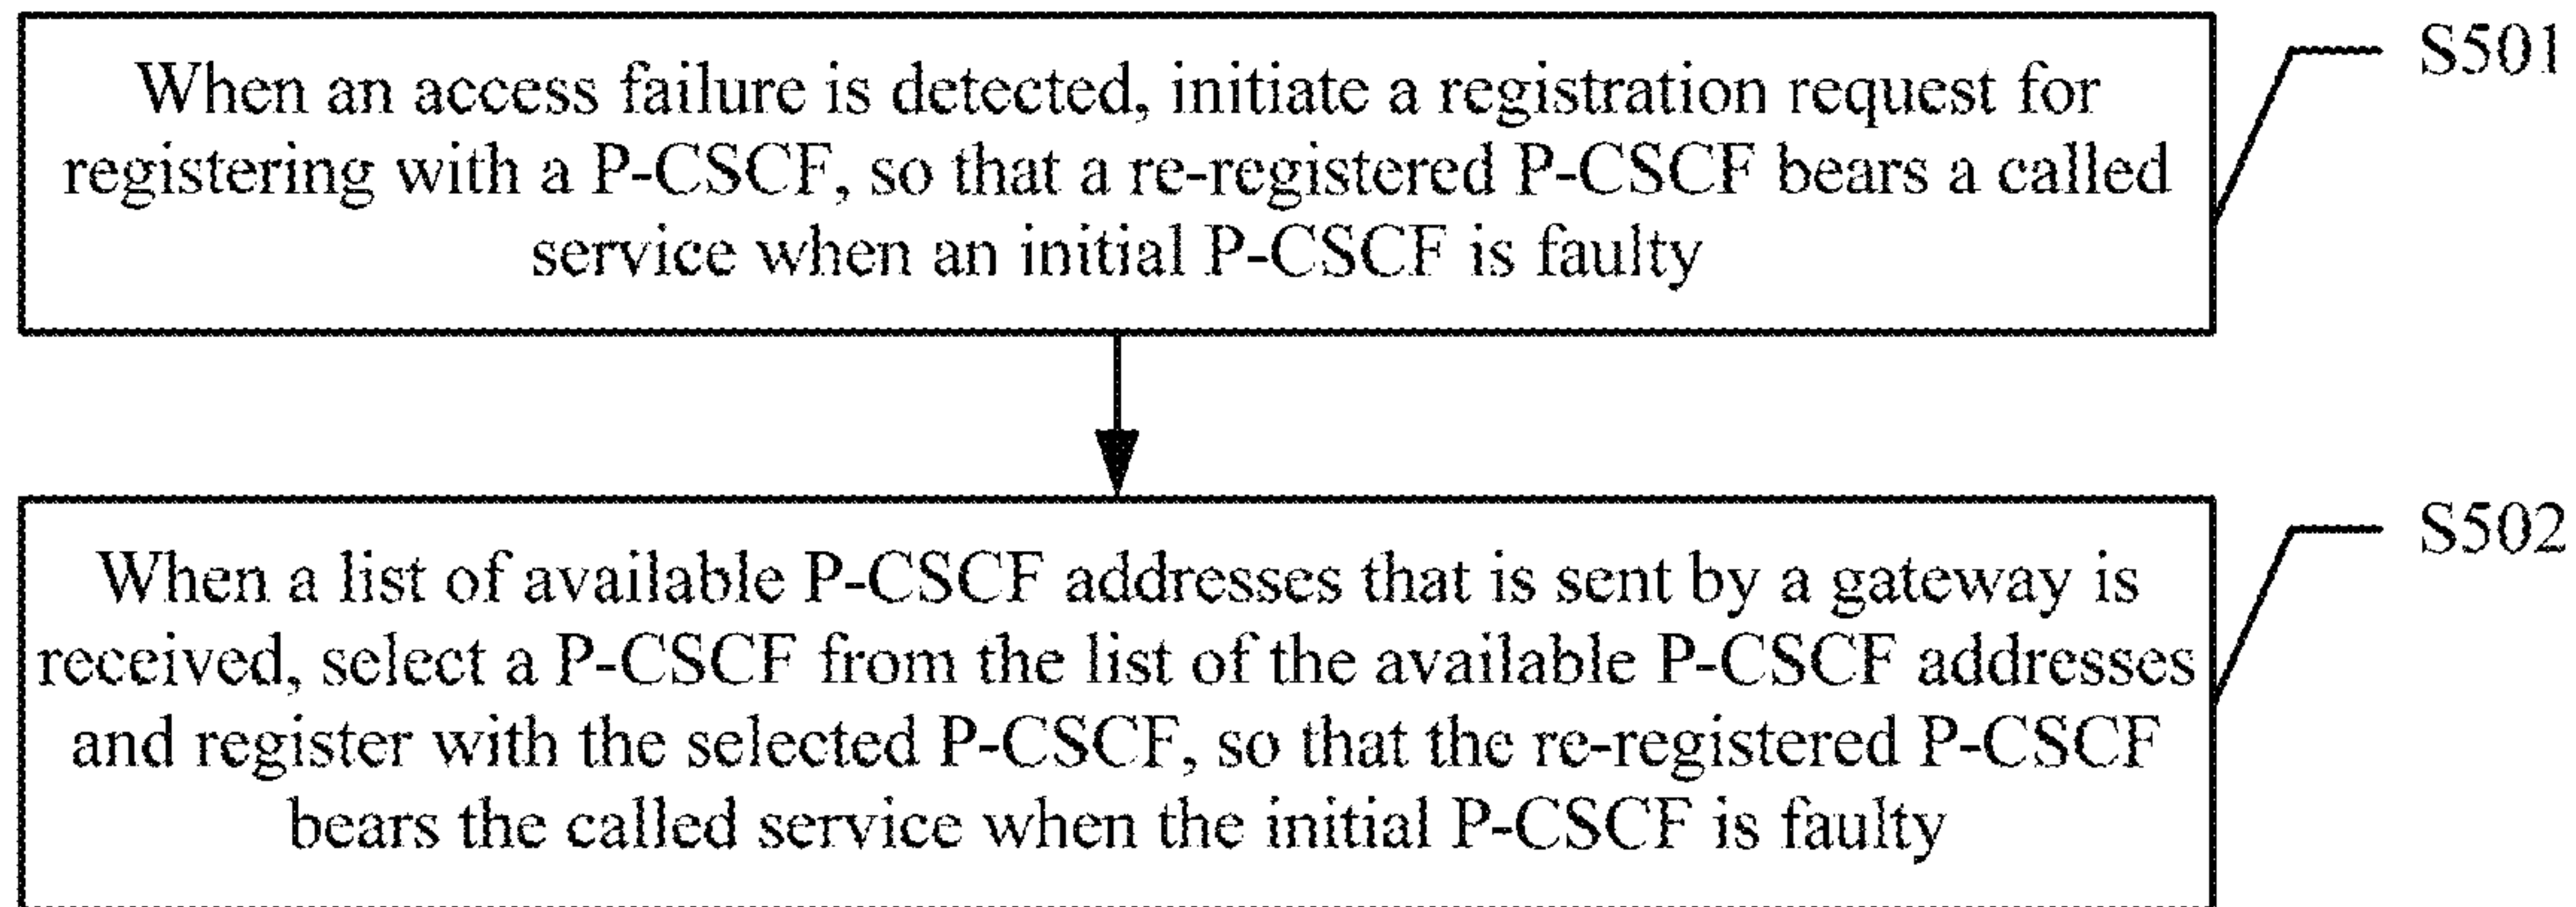 When an access failure is detected, initiate a registration request for
registering with a P-CSCF, so that a re-registered P-CSCF bears a called
service when an initial P-CSCF is faulty
S501
When a list of available P-CSCF addresses that is sent by a gateway is
received, select a P-CSCF from the list of the available P-CSCF addresses
and register with the selected P-CSCF, so that the re-registered P-CSCF
bears the called service when the initial P-CSCF is faulty
S502